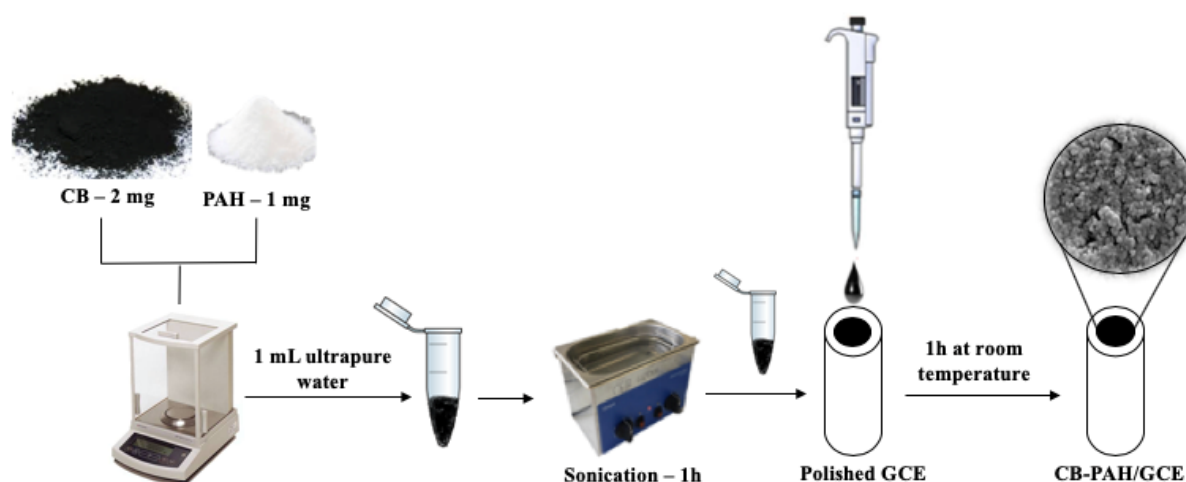 CB – 2 mg
PAH – 1 mg
1 mL ultrapure
water
Sonication – 1h
Polished GCE
1h at room
temperature
CB-PAH/GCE